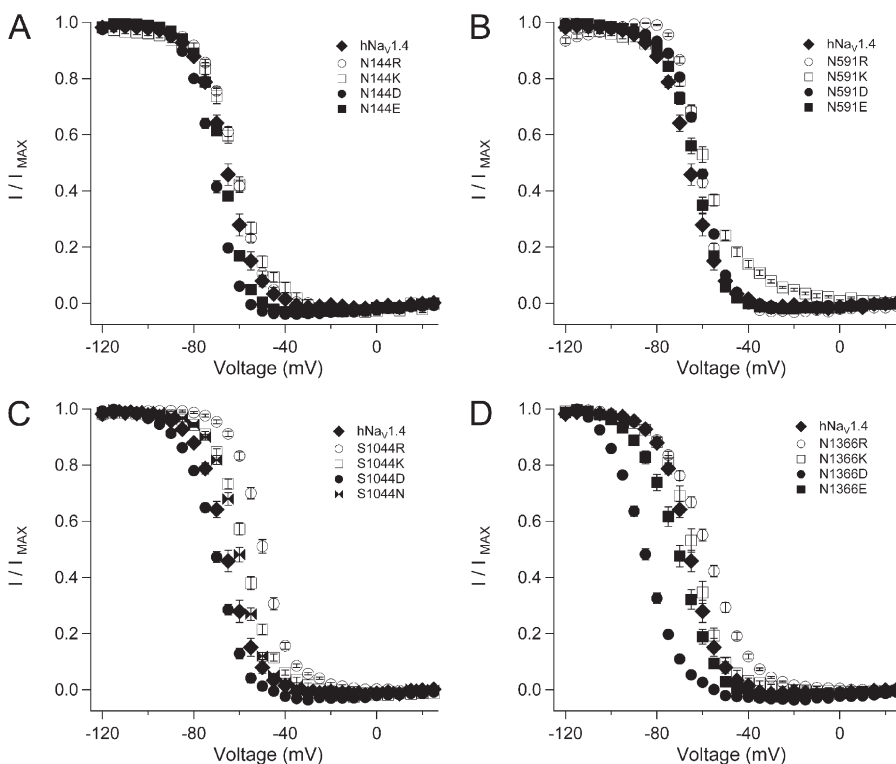 A
1.0
0.8
0.6
0.4
0.2
0.0
I / I MAX
-120
-80
-40
0
Voltage (mV)
hNaV1.4
N144R
N144K
N144D
N144E
B
1.0
0.8
0.6
0.4
0.2
0.0
I / I MAX
-120
-80
-40
0
Voltage (mV)
hNaV1.4
N591R
N591K
N591D
N591E
C
1.0
0.8
0.6
0.4
0.2
0.0
I / I MAX
-120
-80
-40
0
Voltage (mV)
hNaV1.4
S1044R
S1044K
S1044D
S1044N
D
1.0
0.8
0.6
0.4
0.2
0.0
I / I MAX
-120
-80
-40
0
Voltage (mV)
hNaV1.4
N1366R
N1366K
N1366D
N1366E